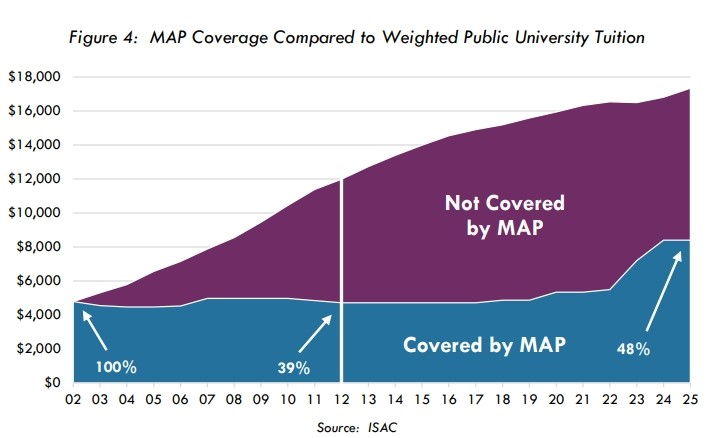 Figure 4: MAP Coverage Compared to Weighted Public University Tuition
$18,000
$16,000
$14,000
$12,000
$10,000
$8,000
$6,000
$4,000
$2,000
$0
Not Covered
by MAP
Covered by MAP
100%
39%
48%
02 03 04 05 06 07 08 09 10 11 12 13 14 15 16 17 18 19 20 21 22 23 24 25
Source: ISAC